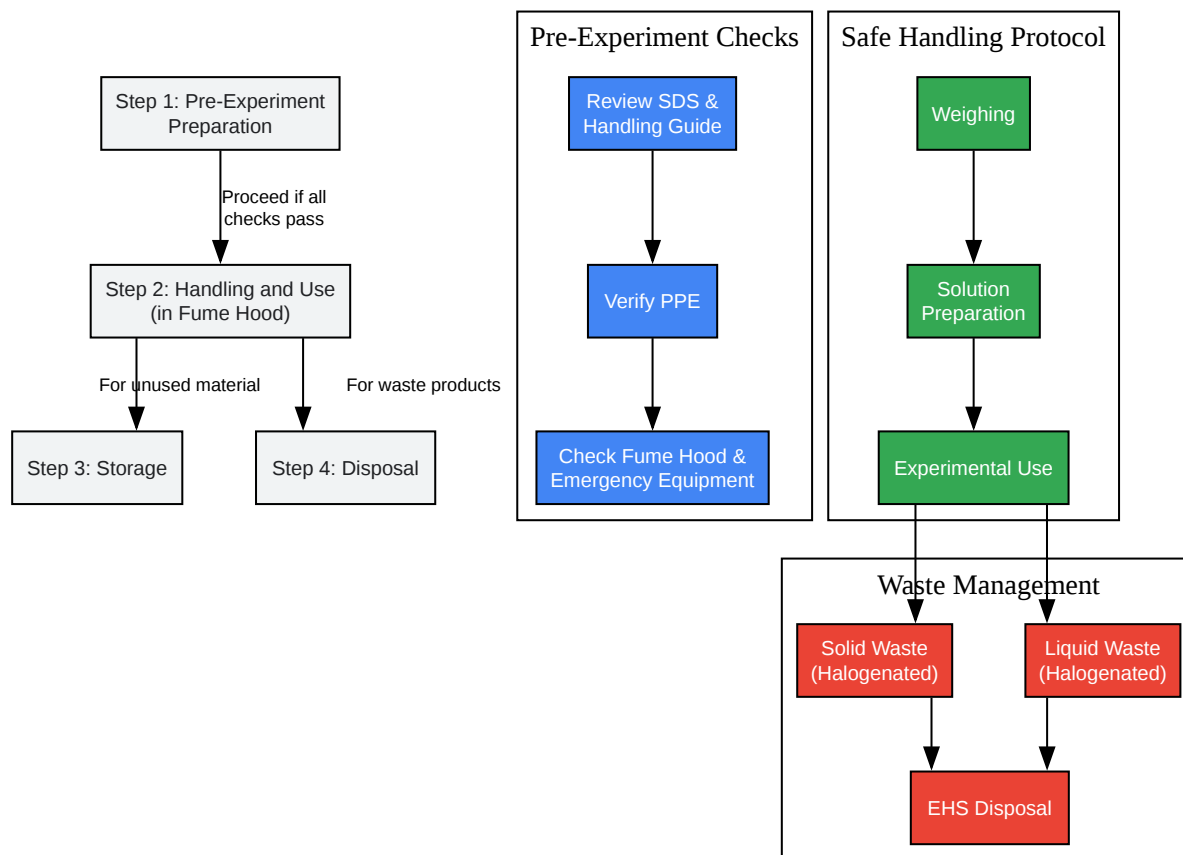 Step 1: Pre-Experiment
Preparation
Proceed if all
checks pass
Step 2: Handling and Use
(in Fume Hood)
For unused material
For waste products
Step 3: Storage
Step 4: Disposal
Pre-Experiment Checks
Review SDS &
Handling Guide
Verify PPE
Check Fume Hood &
Emergency Equipment
Safe Handling Protocol
Weighing
Solution
Preparation
Experimental Use
Waste Management
Solid Waste
(Halogenated)
Liquid Waste
(Halogenated)
EHS Disposal